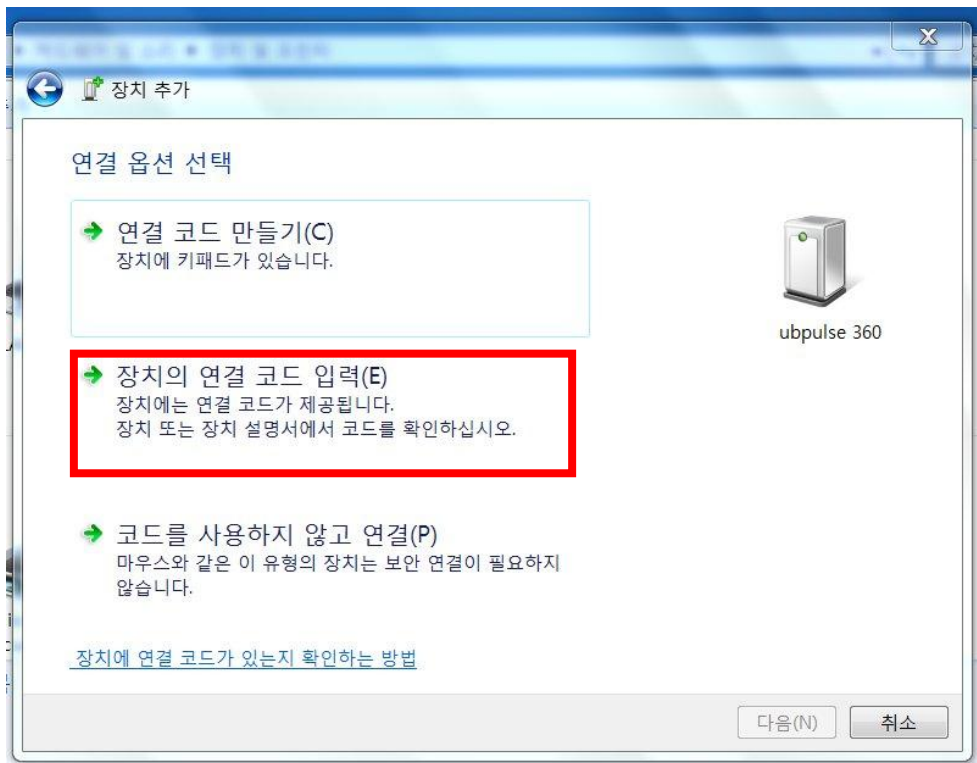 장치 추가
연결 옵션 선택
연결 코드 만들기(C)
장치에 키패드가 있습니다.
ubpulse 360
장치의 연결 코드 입력(E)
장치에는 연결 코드가 제공됩니다.
장치 또는 장치 설명서에서 코드를 확인하십시오.
코드를 사용하지 않고 연결(P)
마우스와 같은 이 유형의 장치는 보안 연결이 필요하지
않습니다.
장치에 연결 코드가 있는지 확인하는 방법
다음(N)
취소